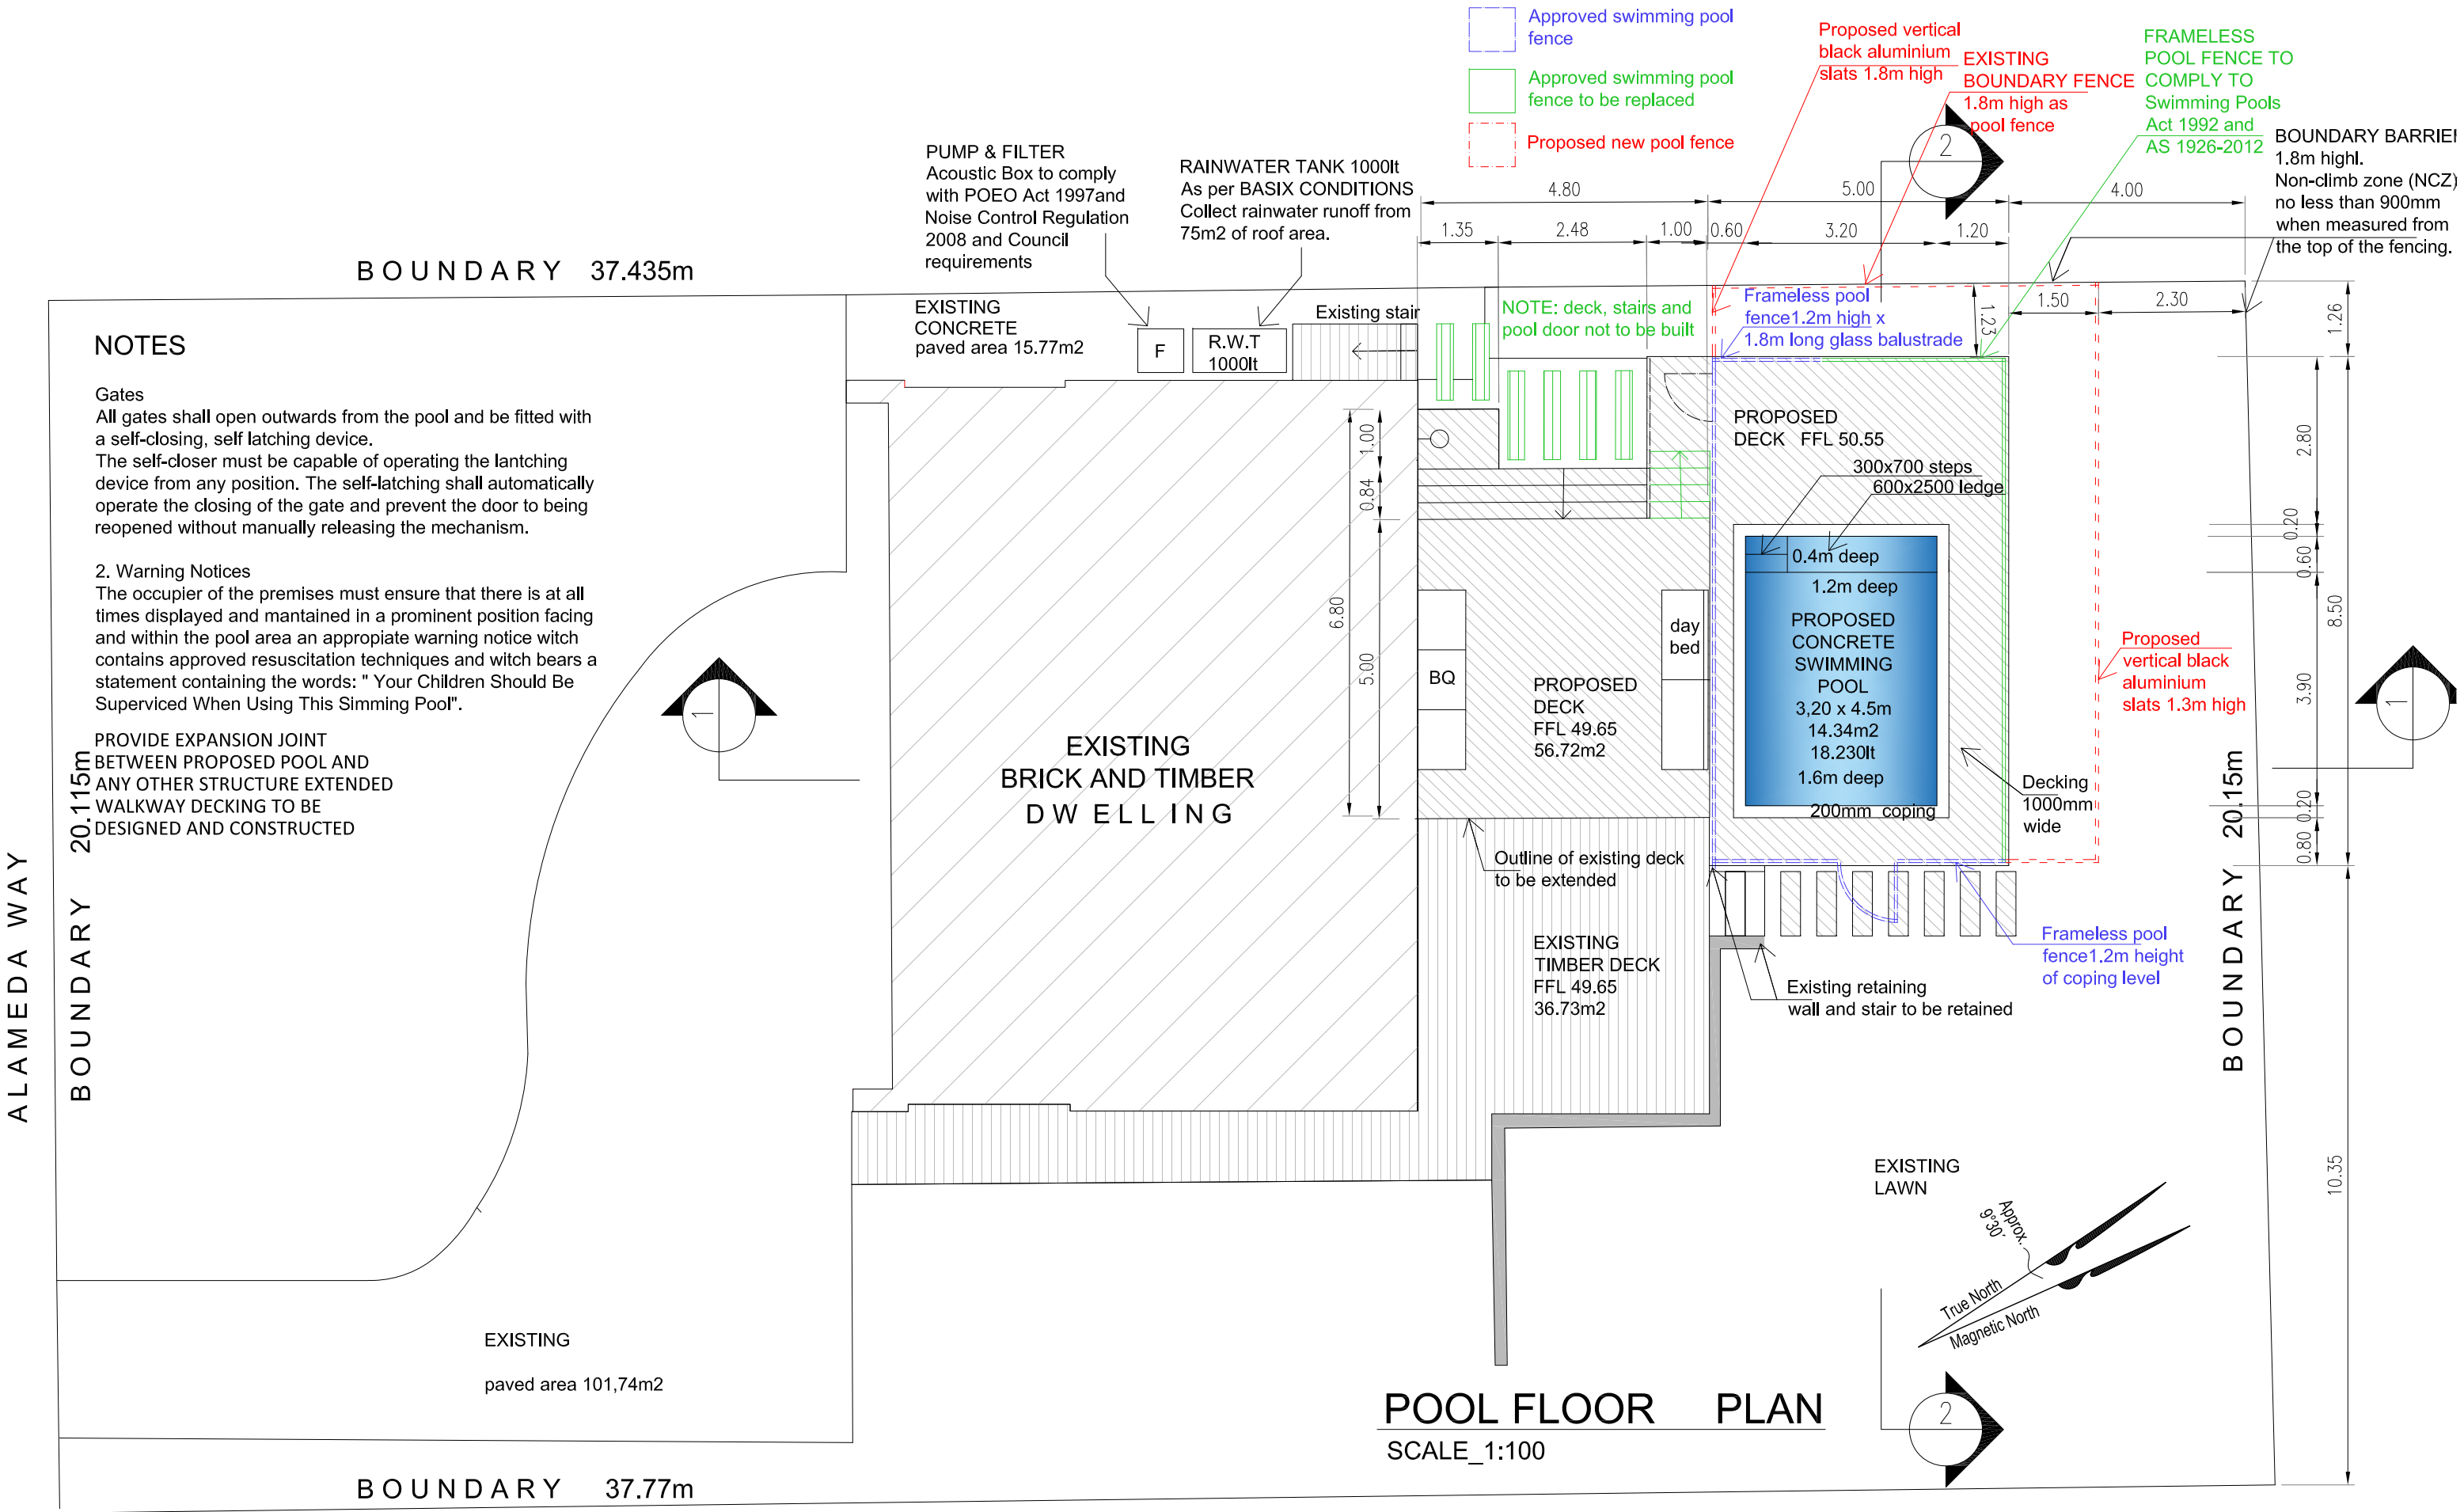 Approved swimming pool
fence
Approved swimming pool
fence to be replaced
Proposed new pool fence
Proposed vertical
black aluminium
slats 1.8m high
EXISTING
BOUNDARY FENCE
1.8m high as
pool fence
FRAMELESS
POOL FENCE TO
COMPLY TO
Swimming Pools
Act 1992 and
AS 1926-2012
BOUNDARY BARRIE
1.8m highl.
Non-climb zone (NCZ)
no less than 900mm
when measured from
the top of the fencing.
PUMP & FILTER
Acoustic Box to comply
with POEO Act 1997and
Noise Control Regulation
2008 and Council
requirements
RAINWATER TANK 1000lt
As per BASIX CONDITIONS
Collect rainwater runoff from
75m2 of roof area.
2
4.80
5.00
4.00
1.35
2.48
1.00
0.60
3.20
1.20
BOUNDARY 37.435m
EXISTING
CONCRETE
paved area 15.77m2
F
R.W.T
1000lt
Existing stair
NOTE: deck, stairs and
pool door not to be built
Frameless pool
fence1.2m high x
1.8m long glass balustrade
1.23
1.50
2.30
1.26
NOTES
Gates
All gates shall open outwards from the pool and be fitted with
a self-closing, self latching device.
The self-closer must be capable of operating the lantching
device from any position. The self-latching shall automatically
operate the closing of the gate and prevent the door to being
reopened without manually releasing the mechanism.
2. Warning Notices
The occupier of the premises must ensure that there is at all
times displayed and mantained in a prominent position facing
and within the pool area an appropiate warning notice witch
contains approved resuscitation techniques and witch bears a
statement containing the words: " Your Children Should Be
Superviced When Using This Simming Pool".
PROVIDE EXPANSION JOINT
BETWEEN PROPOSED POOL AND
ANY OTHER STRUCTURE EXTENDED
WALKWAY DECKING TO BE
DESIGNED AND CONSTRUCTED
ALAMEDA WAY
BOUNDARY 20.115m
1
EXISTING
BRICK AND TIMBER
DWELLING
6.80
1.00
0.84
5.00
BQ
day
bed
PROPOSED
DECK
FFL 49.65
56.72m2
PROPOSED
DECK FFL 50.55
300x700 steps
600x2500 ledge
0.4m deep
1.2m deep
PROPOSED
CONCRETE
SWIMMING
POOL
3,20 x 4.5m
14.34m2
18.230lt
1.6m deep
200mm coping
Decking
1000mm
wide
Proposed
vertical black
aluminium
slats 1.3m high
2.80
0.20
0.60
3.90
0.20
0.80
8.50
10.35
1
BOUNDARY 20.15m
Outline of existing deck
to be extended
EXISTING
TIMBER DECK
FFL 49.65
36.73m2
Existing retaining
wall and stair to be retained
Frameless pool
fence1.2m height
of coping level
EXISTING
LAWN
Approx.
9°30'
True North
Magnetic North
EXISTING
paved area 101,74m2
POOL FLOOR PLAN
SCALE_1:100
2
BOUNDARY 37.77m